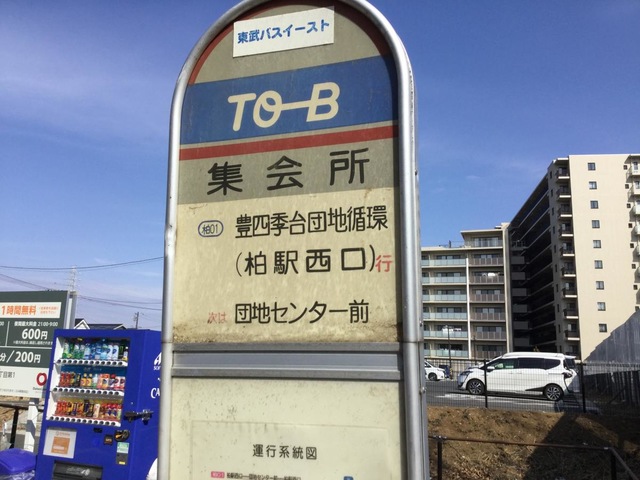 東武バスイースト
TO-B
集会所
柏01 豊四季台団地循環
(柏駅西口)行
次は 団地センター前
運行系統図
1時間無料
600円
分/200円